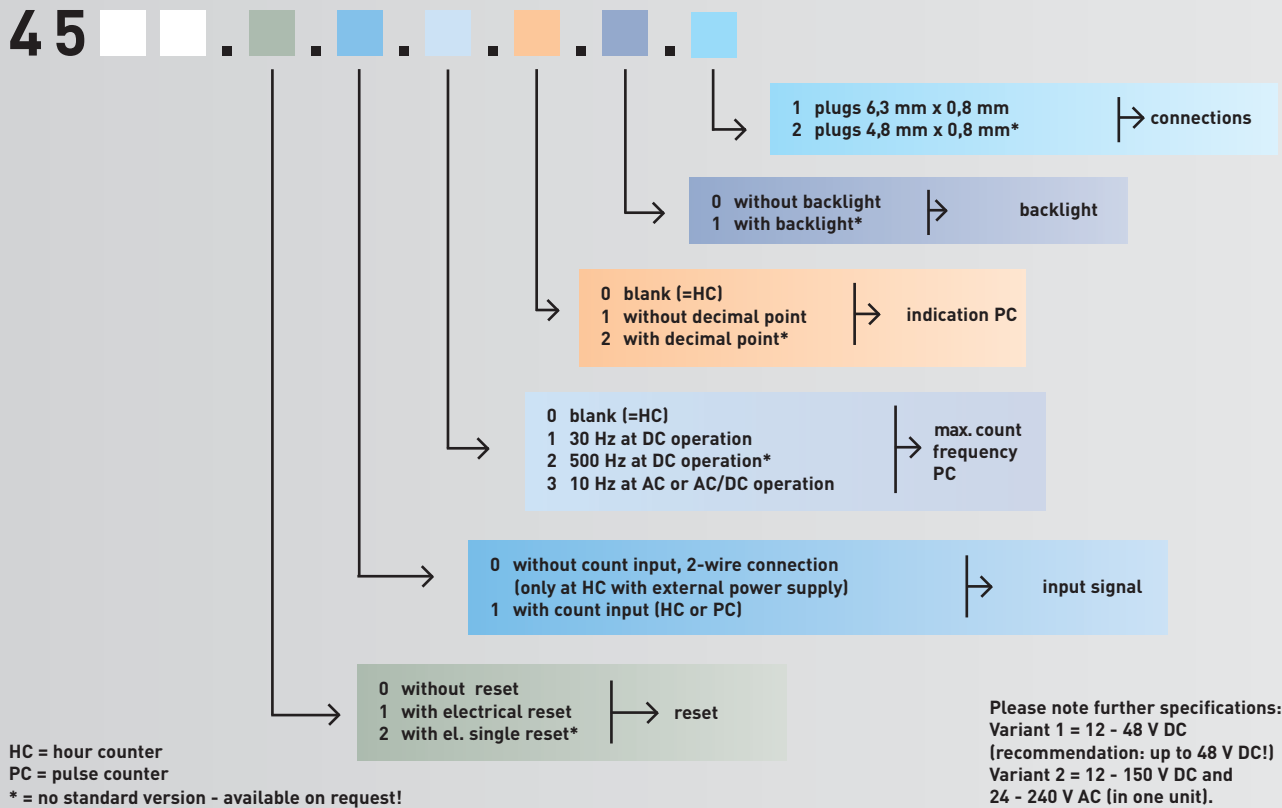 45 . . . . . .
1 plugs 6,3 mm x 0,8 mm
2 plugs 4,8 mm x 0,8 mm*
connections
0 without backlight
1 with backlight*
backlight
0 blank (=HC)
1 without decimal point
2 with decimal point*
indication PC
0 blank (=HC)
1 30 Hz at DC operation
2 500 Hz at DC operation*
3 10 Hz at AC or AC/DC operation
max. count
frequency
PC
0 without count input, 2-wire connection
(only at HC with external power supply)
1 with count input (HC or PC)
input signal
0 without reset
1 with electrical reset
2 with el. single reset*
reset
HC = hour counter
PC = pulse counter
* = no standard version - available on request!
Please note further specifications:
Variant 1 = 12 - 48 V DC
(recommendation: up to 48 V DC!)
Variant 2 = 12 - 150 V DC and
24 - 240 V AC (in one unit).